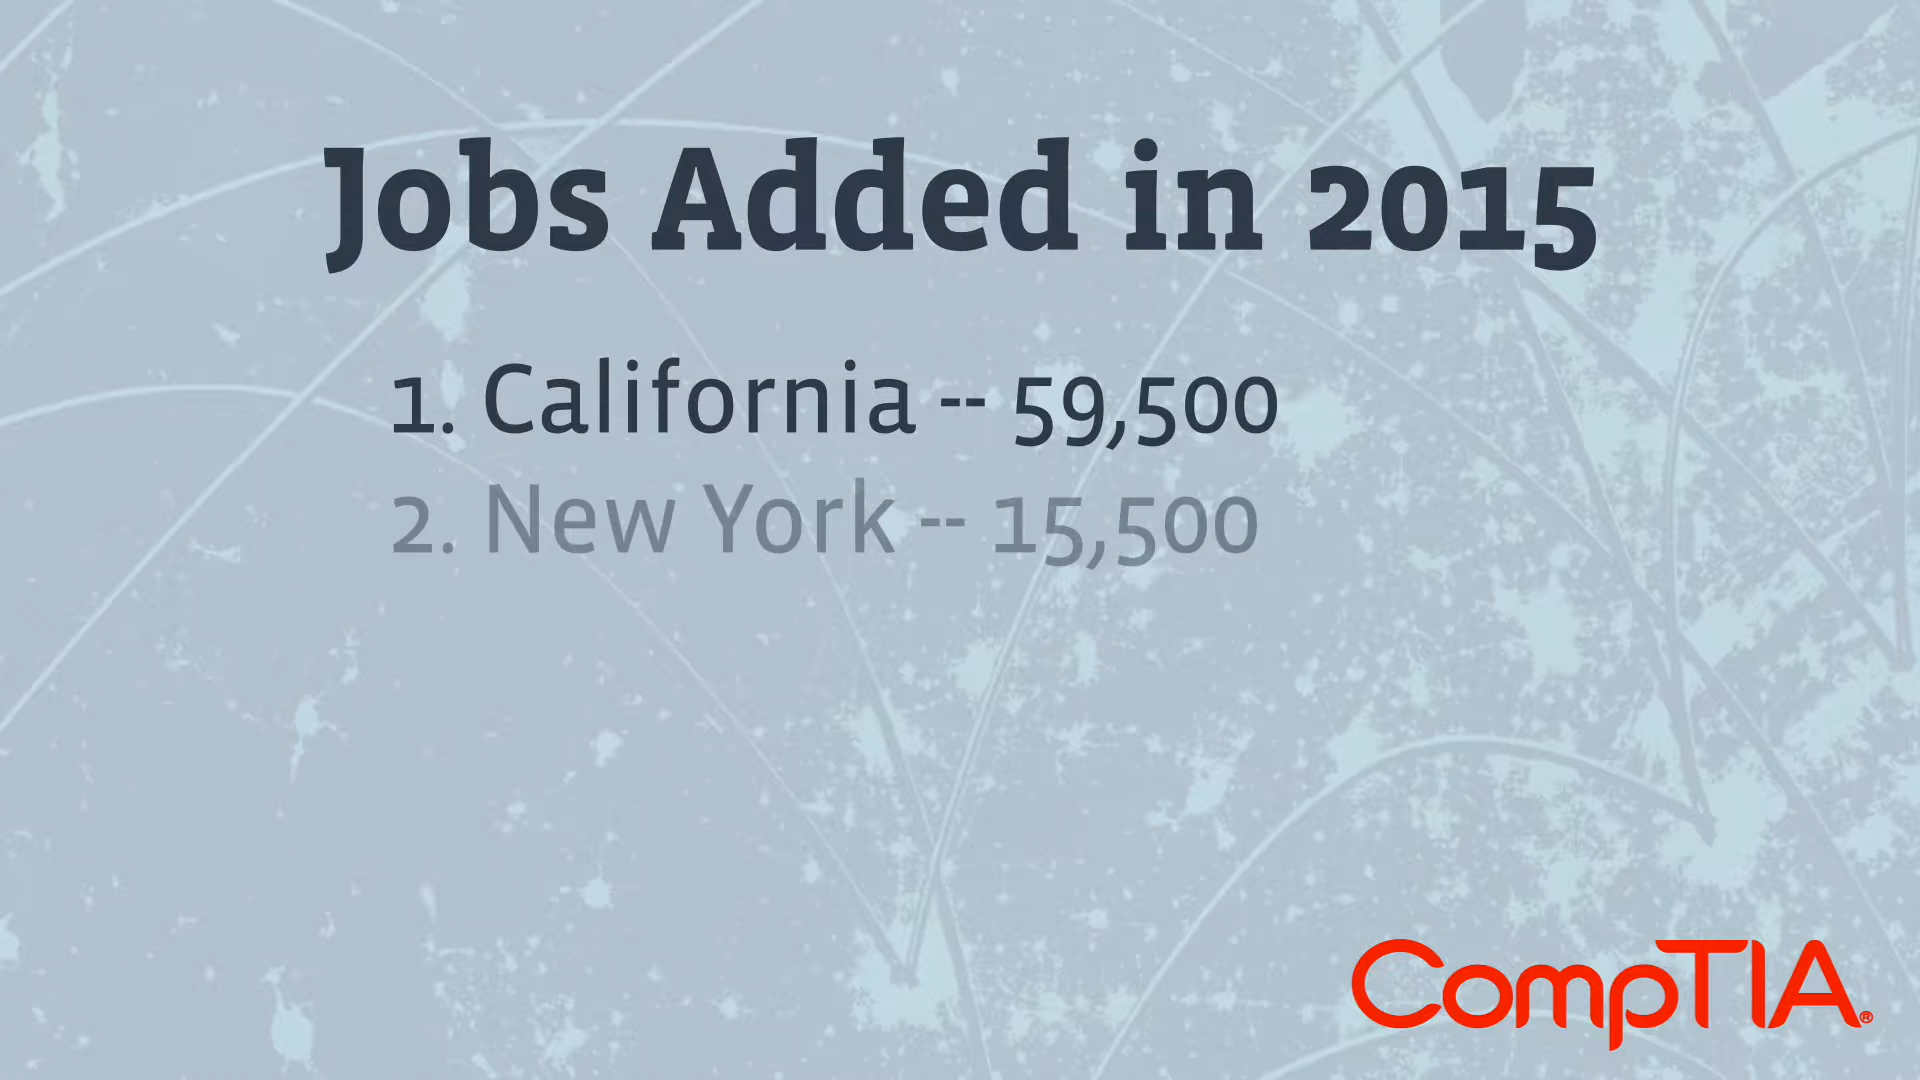 Jobs Added in 2015
1. California -- 59,500
2. New York -- 15,500
CompTIA®